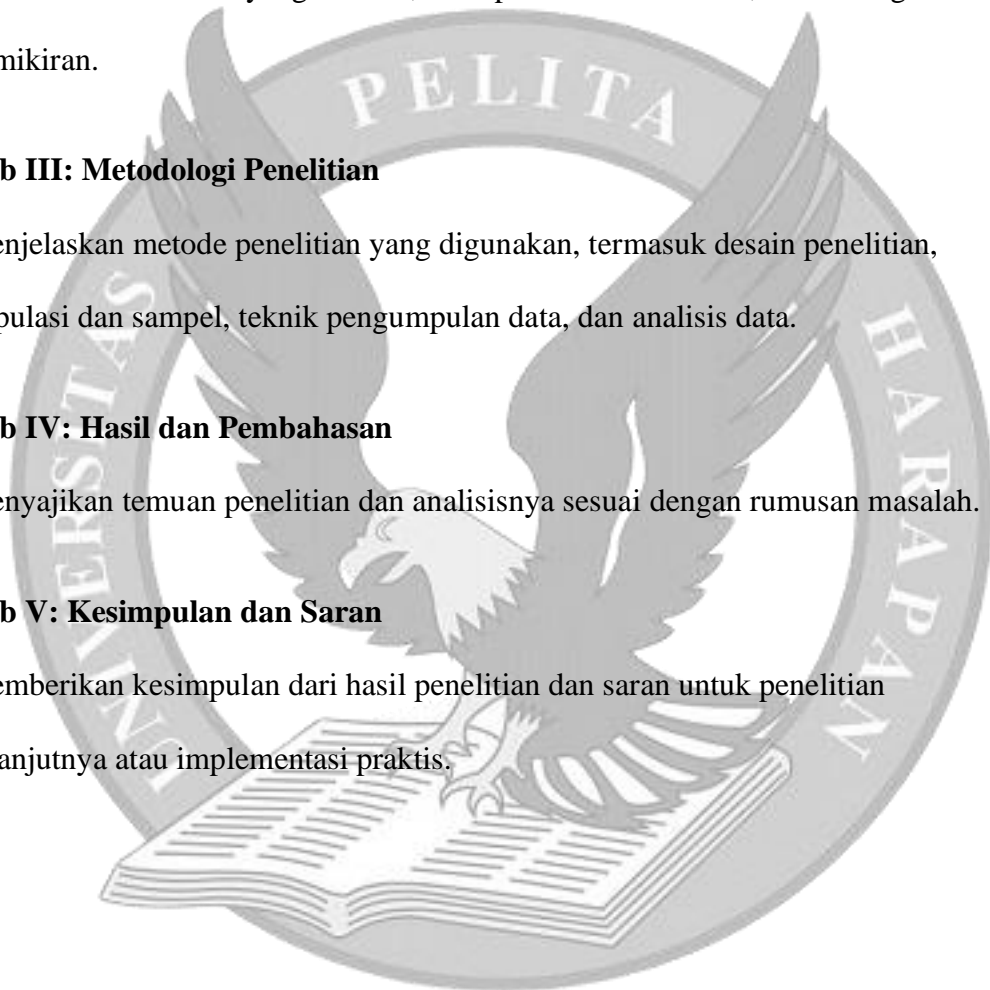 mikiran.
PELITA
b III: Metodologi Penelitian
enjelaskan metode penelitian yang digunakan, termasuk desain penelitian,
pulasi dan sampel, teknik pengumpulan data, dan analisis data.
UNIVERSITAS
HARAPAN
b IV: Hasil dan Pembahasan
enyajikan temuan penelitian dan analisisnya sesuai dengan rumusan masalah.
b V: Kesimpulan dan Saran
emberikan kesimpulan dari hasil penelitian dan saran untuk penelitian
anjutnya atau implementasi praktis.